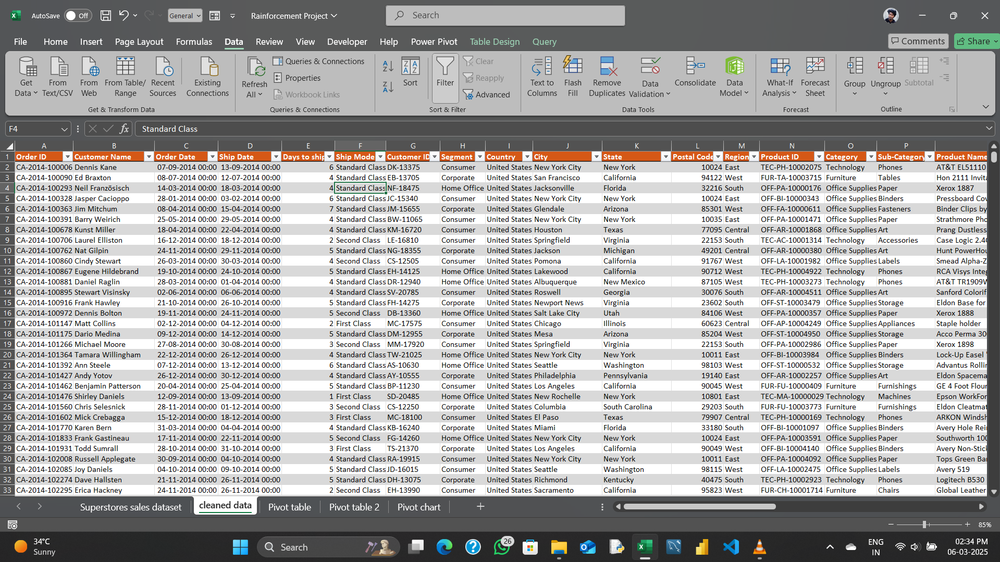 AutoSave Off General Rainforcement Project Search
File Home Insert Page Layout Formulas Data Review View Developer Help Power Pivot Table Design Query Comments Share
Get Data From Text/CSV From Web From Table/ Range Recent Sources Existing Connections
Get & Transform Data
Refresh All Queries & Connections Properties Workbook Links
Queries & Connections
Sort Filter Clear Reapply Advanced
Sort & Filter
Text to Columns Flash Fill Remove Duplicates Data Validation Consolidate Data Model
Data Tools
What-If Analysis Forecast Sheet
Forecast
Group Ungroup Subtotal
Outline
F4 fx Standard Class
A B C D E F G H I J K L M N O P
1 Order ID Customer Name Order Date Ship Date Days to ship Ship Mode Customer ID Segment Country City State Postal Code Region Product ID Category Sub-Category Product Name
2 CA-2014-100006 Dennis Kane 07-09-2014 00:00 13-09-2014 00:00 6 Standard Class DK-13375 Consumer United States New York City New York 10024 East TEC-PH-10002075 Technology Phones AT&T EL51110
3 CA-2014-100090 Ed Braxton 08-07-2014 00:00 12-07-2014 00:00 4 Standard Class EB-13705 Corporate United States San Francisco California 94122 West FUR-TA-10003715 Furniture Tables Hon 2111 Invita
4 CA-2014-100293 Neil Französisch 14-03-2014 00:00 18-03-2014 00:00 4 Standard Class NF-18475 Home Office United States Jacksonville Florida 32216 South OFF-PA-10000176 Office Supplies Paper Xerox 1887
5 CA-2014-100328 Jasper Cacioppo 28-01-2014 00:00 03-02-2014 00:00 6 Standard Class JC-15340 Consumer United States New York City New York 10024 East OFF-BI-10000343 Office Supplies Binders Pressboard Cov
6 CA-2014-100363 Jim Mitchum 08-04-2014 00:00 15-04-2014 00:00 7 Standard Class JM-15655 Corporate United States Glendale Arizona 85301 West OFF-FA-10000611 Office Supplies Fasteners Binder Clips by
7 CA-2014-100391 Barry Weirich 25-05-2014 00:00 29-05-2014 00:00 4 Standard Class BW-11065 Consumer United States New York City New York 10035 East OFF-PA-10001471 Office Supplies Paper Strathmore Pho
8 CA-2014-100678 Kunst Miller 18-04-2014 00:00 22-04-2014 00:00 4 Standard Class KM-16720 Consumer United States Houston Texas 77095 Central OFF-AR-10001868 Office Supplies Art Prang Dustless
9 CA-2014-100706 Laurel Elliston 16-12-2014 00:00 18-12-2014 00:00 2 Second Class LE-16810 Consumer United States Springfield Virginia 22153 South TEC-AC-10001314 Technology Accessories Case Logic 2.4G
10 CA-2014-100762 Nat Gilpin 24-11-2014 00:00 29-11-2014 00:00 5 Standard Class NG-18355 Corporate United States Jackson Michigan 49201 Central OFF-AR-10000380 Office Supplies Art Hunt PowerHou
11 CA-2014-100860 Cindy Stewart 26-03-2014 00:00 30-03-2014 00:00 4 Second Class CS-12505 Consumer United States Pomona California 91767 West OFF-LA-10001982 Office Supplies Labels Smead Alpha-Z
12 CA-2014-100867 Eugene Hildebrand 19-10-2014 00:00 24-10-2014 00:00 5 Standard Class EH-14125 Home Office United States Lakewood California 90712 West TEC-PH-10004922 Technology Phones RCA Visys Integ
13 CA-2014-100881 Daniel Raglin 28-03-2014 00:00 01-04-2014 00:00 4 Standard Class DR-12940 Home Office United States Albuquerque New Mexico 87105 West TEC-PH-10003273 Technology Phones AT&T TR1909W
14 CA-2014-100895 Stewart Visinsky 02-06-2014 00:00 06-06-2014 00:00 4 Standard Class SV-20785 Consumer United States Roswell Georgia 30076 South OFF-AR-10004511 Office Supplies Art Sanford Colorif
15 CA-2014-100916 Frank Hawley 21-10-2014 00:00 26-10-2014 00:00 5 Standard Class FH-14275 Corporate United States Newport News Virginia 23602 South OFF-ST-10003479 Office Supplies Storage Eldon Base for
16 CA-2014-100972 Dennis Bolton 19-11-2014 00:00 24-11-2014 00:00 5 Second Class DB-13360 Home Office United States Salt Lake City Utah 84106 West OFF-PA-10000357 Office Supplies Paper Xerox 1888
17 CA-2014-101147 Matt Collins 02-12-2014 00:00 04-12-2014 00:00 2 First Class MC-17575 Consumer United States Chicago Illinois 60623 Central OFF-AP-10004249 Office Supplies Appliances Staple holder
18 CA-2014-101175 Dario Medina 09-12-2014 00:00 14-12-2014 00:00 5 Standard Class DM-12955 Corporate United States Mesa Arizona 85204 West OFF-ST-10004950 Office Supplies Storage Acco Perma 30
19 CA-2014-101266 Michael Moore 27-08-2014 00:00 30-08-2014 00:00 3 Second Class MM-17920 Consumer United States Springfield Virginia 22153 South OFF-PA-10002986 Office Supplies Paper Xerox 1898
20 CA-2014-101364 Tamara Willingham 22-12-2014 00:00 26-12-2014 00:00 4 Standard Class TW-21025 Home Office United States New York City New York 10011 East OFF-BI-10003984 Office Supplies Binders Lock-Up Easel '
21 CA-2014-101392 Ann Steele 07-12-2014 00:00 13-12-2014 00:00 6 Standard Class AS-10630 Home Office United States Seattle Washington 98103 West OFF-ST-10000532 Office Supplies Storage Advantus Rollin
22 CA-2014-101427 Andy Yotov 26-12-2014 00:00 30-12-2014 00:00 4 Standard Class AY-10555 Corporate United States Philadelphia Pennsylvania 19140 East OFF-AR-10002257 Office Supplies Art Eldon Spacema
23 CA-2014-101462 Benjamin Patterson 20-04-2014 00:00 25-04-2014 00:00 5 Standard Class BP-11230 Consumer United States Los Angeles California 90045 West FUR-FU-10000409 Furniture Furnishings GE 4 Foot Flour
24 CA-2014-101476 Shirley Daniels 12-09-2014 00:00 13-09-2014 00:00 1 First Class SD-20485 Home Office United States New Rochelle New York 10801 East TEC-MA-10000029 Technology Machines Epson WorkFor
25 CA-2014-101560 Chris Selesnick 28-11-2014 00:00 01-12-2014 00:00 3 Second Class CS-12250 Corporate United States Columbia South Carolina 29203 South FUR-FU-10003773 Furniture Furnishings Eldon Cleatmat
26 CA-2014-101602 Mick Crebagga 15-12-2014 00:00 18-12-2014 00:00 3 First Class MC-18100 Consumer United States El Paso Texas 79907 Central TEC-PH-10000169 Technology Phones ARKON Windsh
27 CA-2014-101770 Karen Bern 31-03-2014 00:00 04-04-2014 00:00 4 Standard Class KB-16240 Corporate United States Miami Florida 33180 South OFF-BI-10001097 Office Supplies Binders Avery Hole Rei
28 CA-2014-101833 Frank Gastineau 17-11-2014 00:00 22-11-2014 00:00 5 Second Class FG-14260 Home Office United States New York City New York 10024 East OFF-PA-10003591 Office Supplies Paper Southworth 100
29 CA-2014-101931 Todd Sumrall 28-10-2014 00:00 31-10-2014 00:00 3 First Class TS-21370 Corporate United States Los Angeles California 90049 West OFF-BI-10004140 Office Supplies Binders Avery Non-Stick
30 CA-2014-102008 Russell Applegate 30-09-2014 00:00 04-10-2014 00:00 4 Standard Class RA-19915 Consumer United States New York City New York 10011 East OFF-PA-10004092 Office Supplies Paper Tops Green Bar
31 CA-2014-102085 Joy Daniels 04-10-2014 00:00 09-10-2014 00:00 5 Standard Class JD-16015 Consumer United States Seattle Washington 98115 West OFF-LA-10002475 Office Supplies Labels Avery 519
32 CA-2014-102274 Dave Hallsten 21-11-2014 00:00 26-11-2014 00:00 5 Standard Class DH-13075 Corporate United States Richmond Kentucky 40475 South TEC-PH-10002923 Technology Phones Logitech B530
33 CA-2014-102295 Erica Hackney 24-11-2014 00:00 26-11-2014 00:00 2 Second Class EH-13990 Consumer United States Sacramento California 95823 West FUR-CH-10001714 Furniture Chairs Global Leather
Superstores sales dataset cleaned data Pivot table Pivot table 2 Pivot chart
85%
34°C Sunny Search 26 ENG IN 02:34 PM 06-03-2025